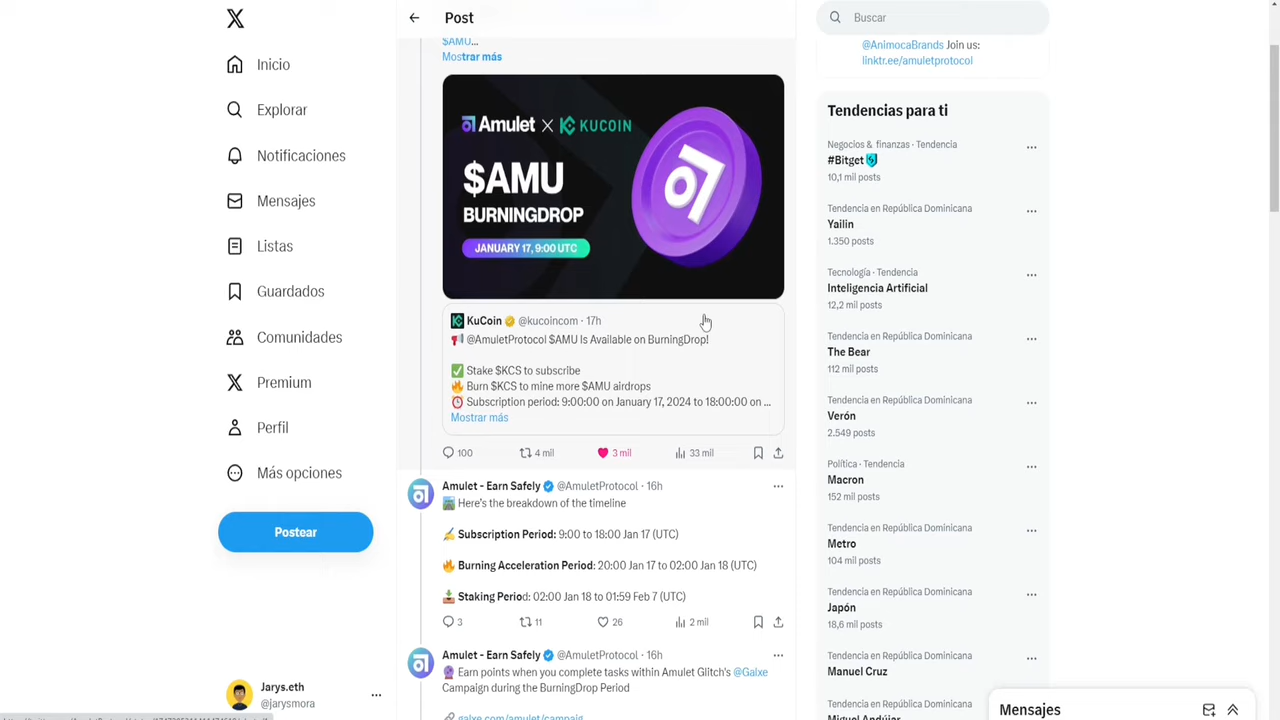 Inicio
Explorar
Notificaciones
Mensajes
Listas
Guardados
Comunidades
Premium
Perfil
Más opciones
Postear
Jarys.eth
@jarysmora
Post
$AMU...
Mostrar más
Amulet X KUCOIN
$AMU
BURNINGDROP
JANUARY 17, 9:00 UTC
KuCoin @kucoincom · 17h
@AmuletProtocol $AMU Is Available on BurningDrop!
Stake $KCS to subscribe
Burn $KCS to mine more $AMU airdrops
Subscription period: 9:00:00 on January 17, 2024 to 18:00:00 on ...
Mostrar más
100 4 mil 3 mil 33 mil
Amulet - Earn Safely @AmuletProtocol · 16h
Here's the breakdown of the timeline
Subscription Period: 9:00 to 18:00 Jan 17 (UTC)
Burning Acceleration Period: 20:00 Jan 17 to 02:00 Jan 18 (UTC)
Staking Period: 02:00 Jan 18 to 01:59 Feb 7 (UTC)
3 11 26 2 mil
Amulet - Earn Safely @AmuletProtocol · 16h
Earn points when you complete tasks within Amulet Glitch's @Galxe
Campaign during the BurningDrop Period
galxe.com/amulet/campaig...
Buscar
@AnimocaBrands Join us:
linktr.ee/amuletprotocol
Tendencias para ti
Negocios & finanzas · Tendencia
#Bitget
10,1 mil posts
Tendencia en República Dominicana
Yailin
1.350 posts
Tecnología · Tendencia
Inteligencia Artificial
12,2 mil posts
Tendencia en República Dominicana
The Bear
112 mil posts
Tendencia en República Dominicana
Verón
2.549 posts
Política · Tendencia
Macron
152 mil posts
Tendencia en República Dominicana
Metro
104 mil posts
Tendencia en República Dominicana
Japón
18,6 mil posts
Tendencia en República Dominicana
Manuel Cruz
Tendencia en República Dominicana
Miguel Andújar
Mensajes